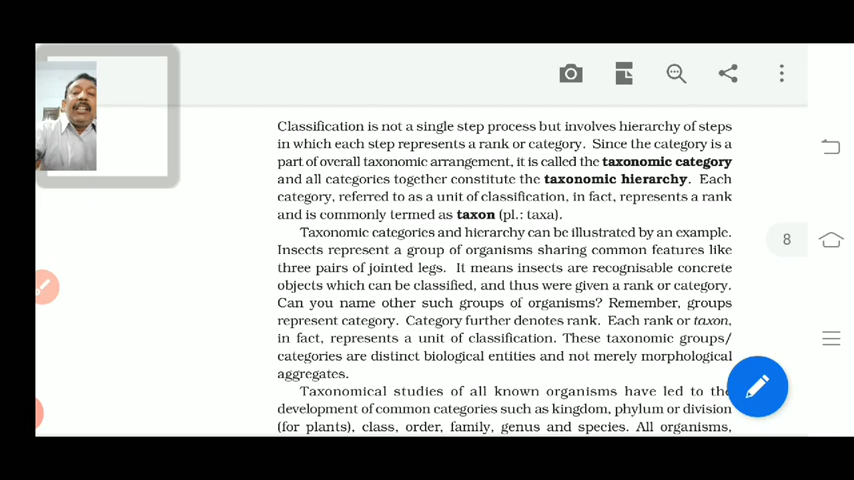 Classification is not a single step process but involves hierarchy of steps
in which each step represents a rank or category. Since the category is a
part of overall taxonomic arrangement, it is called the taxonomic category
and all categories together constitute the taxonomic hierarchy. Each
category, referred to as a unit of classification, in fact, represents a rank
and is commonly termed as taxon (pl.: taxa).
Taxonomic categories and hierarchy can be illustrated by an example.
Insects represent a group of organisms sharing common features like
three pairs of jointed legs. It means insects are recognisable concrete
objects which can be classified, and thus were given a rank or category.
Can you name other such groups of organisms? Remember, groups
represent category. Category further denotes rank. Each rank or taxon,
in fact, represents a unit of classification. These taxonomic groups/
categories are distinct biological entities and not merely morphological
aggregates.
Taxonomical studies of all known organisms have led to the
development of common categories such as kingdom, phylum or division
(for plants), class, order, family, genus and species. All organisms,
8